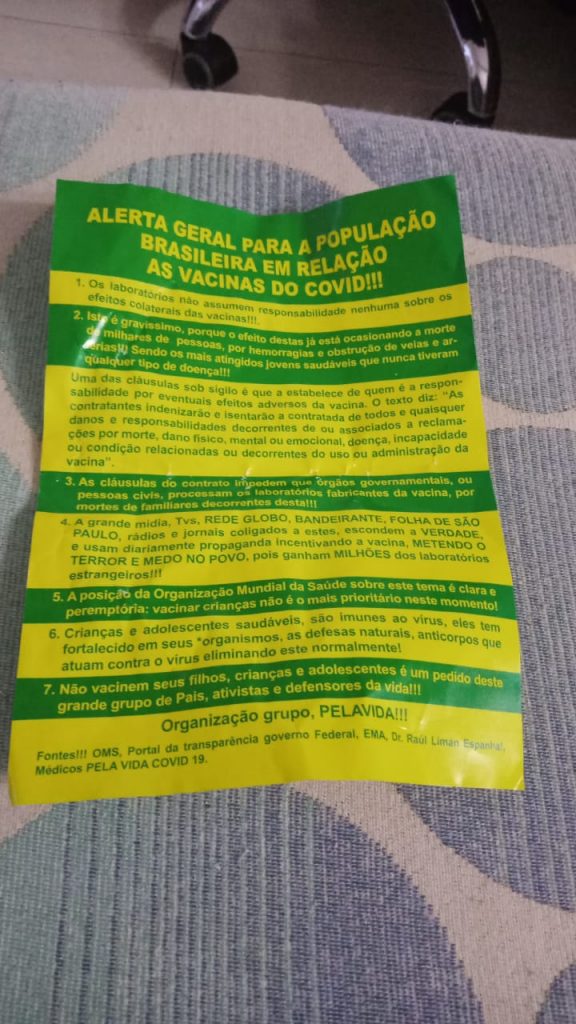 ALERTA GERAL PARA A POPULAÇÃO
BRASILEIRA EM RELAÇÃO
AS VACINAS DO COVID!!!
1. Os laboratórios não assumem responsabilidade nenhuma sobre os
efeitos colaterais das vacinas!!!.
2. Isto é gravíssimo, porque o efeito destas já está ocasionando a morte
de milhares de pessoas, por hemorragias e obstrução de veias e ar-
térias!!! Sendo os mais atingidos jovens saudáveis que nunca tiveram
qualquer tipo de doença!!!
Uma das cláusulas sob sigilo é que a estabelece de quem é a respon-
sabilidade por eventuais efeitos adversos da vacina. O texto diz: “As
contratantes indenizarão e isentarão a contratada de todos e quaisquer
danos e responsabilidades decorrentes de ou associados a reclama-
ções por morte, dano físico, mental ou emocional, doença, incapacidade
ou condição relacionadas ou decorrentes do uso ou administração da
vacina”.
3. As cláusulas do contrato impedem que órgãos governamentais, ou
pessoas civis, processam os laboratórios fabricantes da vacina, por
mortes de familiares decorrentes desta!!!
4. A grande mídia, Tvs, REDE GLOBO, BANDEIRANTE, FOLHA DE SÃO
PAULO, rádios e jornais coligados a estes, escondem a VERDADE,
e usam diariamente propaganda incentivando a vacina, METENDO O
TERROR E MEDO NO POVO, pois ganham MILHÕES dos laboratórios
estrangeiros!!!
5. A posição da Organização Mundial da Saúde sobre este tema é clara e
peremptória: vacinar crianças não é o mais prioritário neste momento!
6. Crianças e adolescentes saudáveis, são imunes ao vírus, eles tem
fortalecido em seus *organismos, as defesas naturais, anticorpos que
atuam contra o vírus eliminando este normalmente!
7. Não vacinem seus filhos, crianças e adolescentes é um pedido deste
grande grupo de Pais, ativistas e defensores da vida!!!
Organização grupo, PELAVIDA!!!
Fontes!!! OMS, Portal da transparência governo Federal, EMA, Dr. Raúl Liman Espanha!,
Médicos PELA VIDA COVID 19.